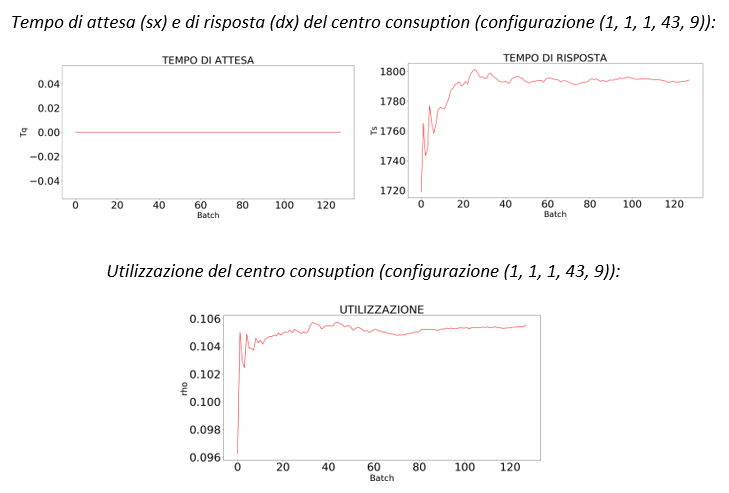 Tempo di attesa (sx) e di risposta (dx) del centro consuption (configurazione (1, 1, 1, 43, 9)):
TEMPO DI ATTESA
0.04
0.02
0.00
−0.02
−0.04
Tq
0 20 40 60 80 100 120
Batch
TEMPO DI RISPOSTA
1800
1780
1760
1740
1720
Ts
0 20 40 60 80 100 120
Batch
Utilizzazione del centro consuption (configurazione (1, 1, 1, 43, 9)):
UTILIZZAZIONE
0.106
0.104
0.102
0.100
0.098
0.096
rho
0 20 40 60 80 100 120
Batch